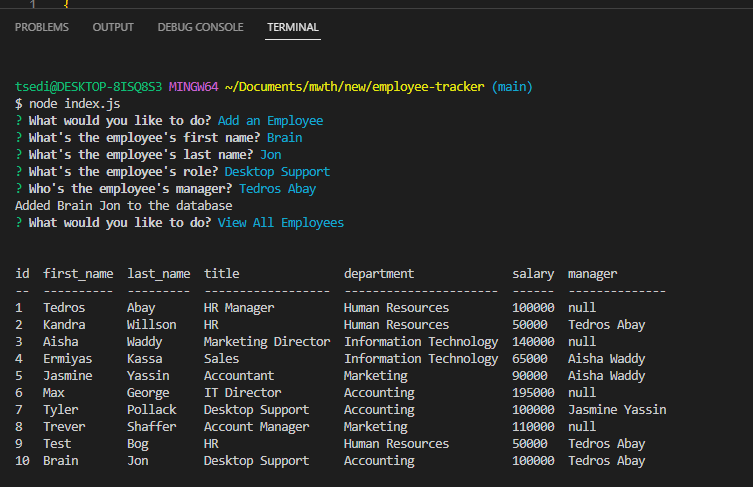 1 {
PROBLEMS OUTPUT DEBUG CONSOLE TERMINAL
tsedi@DESKTOP-8ISQ8S3 MINGW64 ~/Documents/mwth/new/employee-tracker (main)
$ node index.js
? What would you like to do? Add an Employee
? What's the employee's first name? Brain
? What's the employee's last name? Jon
? What's the employee's role? Desktop Support
? Who's the employee's manager? Tedros Abay
Added Brain Jon to the database
? What would you like to do? View All Employees
id  first_name  last_name  title               department              salary  manager
--  ----------  ---------  ------------------  ----------------------  ------  --------------
1   Tedros      Abay       HR Manager          Human Resources         100000  null
2   Kandra      Willson    HR                  Human Resources         50000   Tedros Abay
3   Aisha       Waddy      Marketing Director  Information Technology  140000  null
4   Ermiyas     Kassa      Sales               Information Technology  65000   Aisha Waddy
5   Jasmine     Yassin     Accountant          Marketing               90000   Aisha Waddy
6   Max         George     IT Director         Accounting              195000  null
7   Tyler       Pollack    Desktop Support     Accounting              100000  Jasmine Yassin
8   Trever      Shaffer    Account Manager     Marketing               110000  null
9   Test        Bog        HR                  Human Resources         50000   Tedros Abay
10  Brain       Jon        Desktop Support     Accounting              100000  Tedros Abay